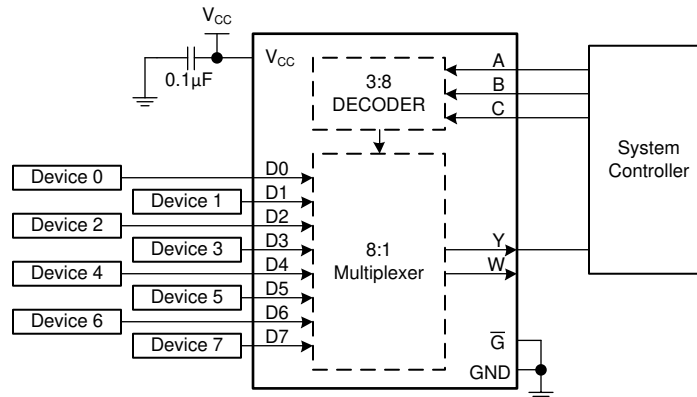 VCC
0.1µF
VCC
3:8
DECODER
A
B
C
System
Controller
Device 0
D0
Device 1
D1
Device 2
D2
Device 3
D3
Device 4
D4
Device 5
D5
Device 6
D6
Device 7
D7
8:1
Multiplexer
Y
W
G̅
GND